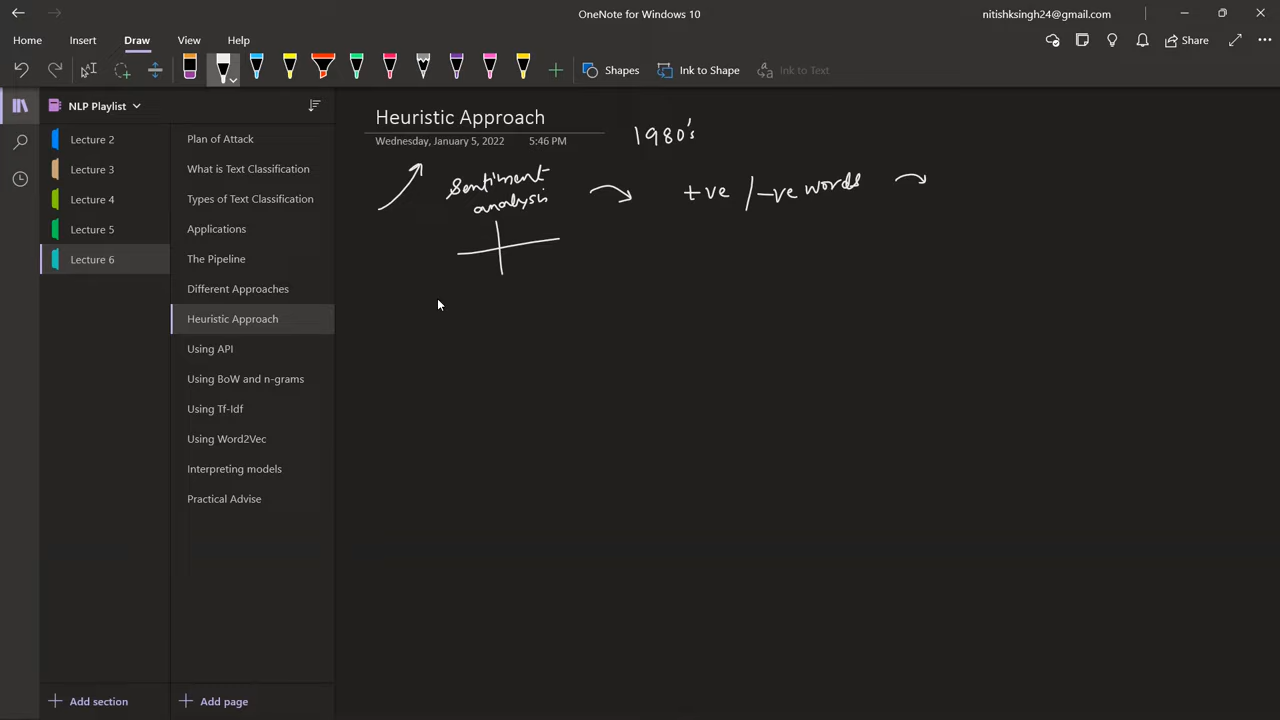 OneNote for Windows 10
nitishksingh24@gmail.com
Home Insert Draw View Help
Shapes Ink to Shape Ink to Text Share
NLP Playlist
Lecture 2
Lecture 3
Lecture 4
Lecture 5
Lecture 6
Plan of Attack
What is Text Classification
Types of Text Classification
Applications
The Pipeline
Different Approaches
Heuristic Approach
Using API
Using BoW and n-grams
Using Tf-Idf
Using Word2Vec
Interpreting models
Practical Advise
Add section
Add page
Heuristic Approach
Wednesday, January 5, 2022 5:46 PM
1980's
Sentiment
analysis
+ve / -ve words